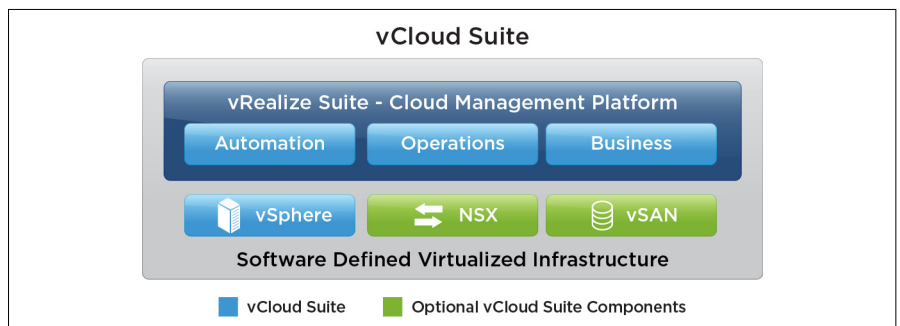 vCloud Suite
vRealize Suite - Cloud Management Platform
Automation Operations Business
vSphere NSX vSAN
Software Defined Virtualized Infrastructure
vCloud Suite Optional vCloud Suite Components